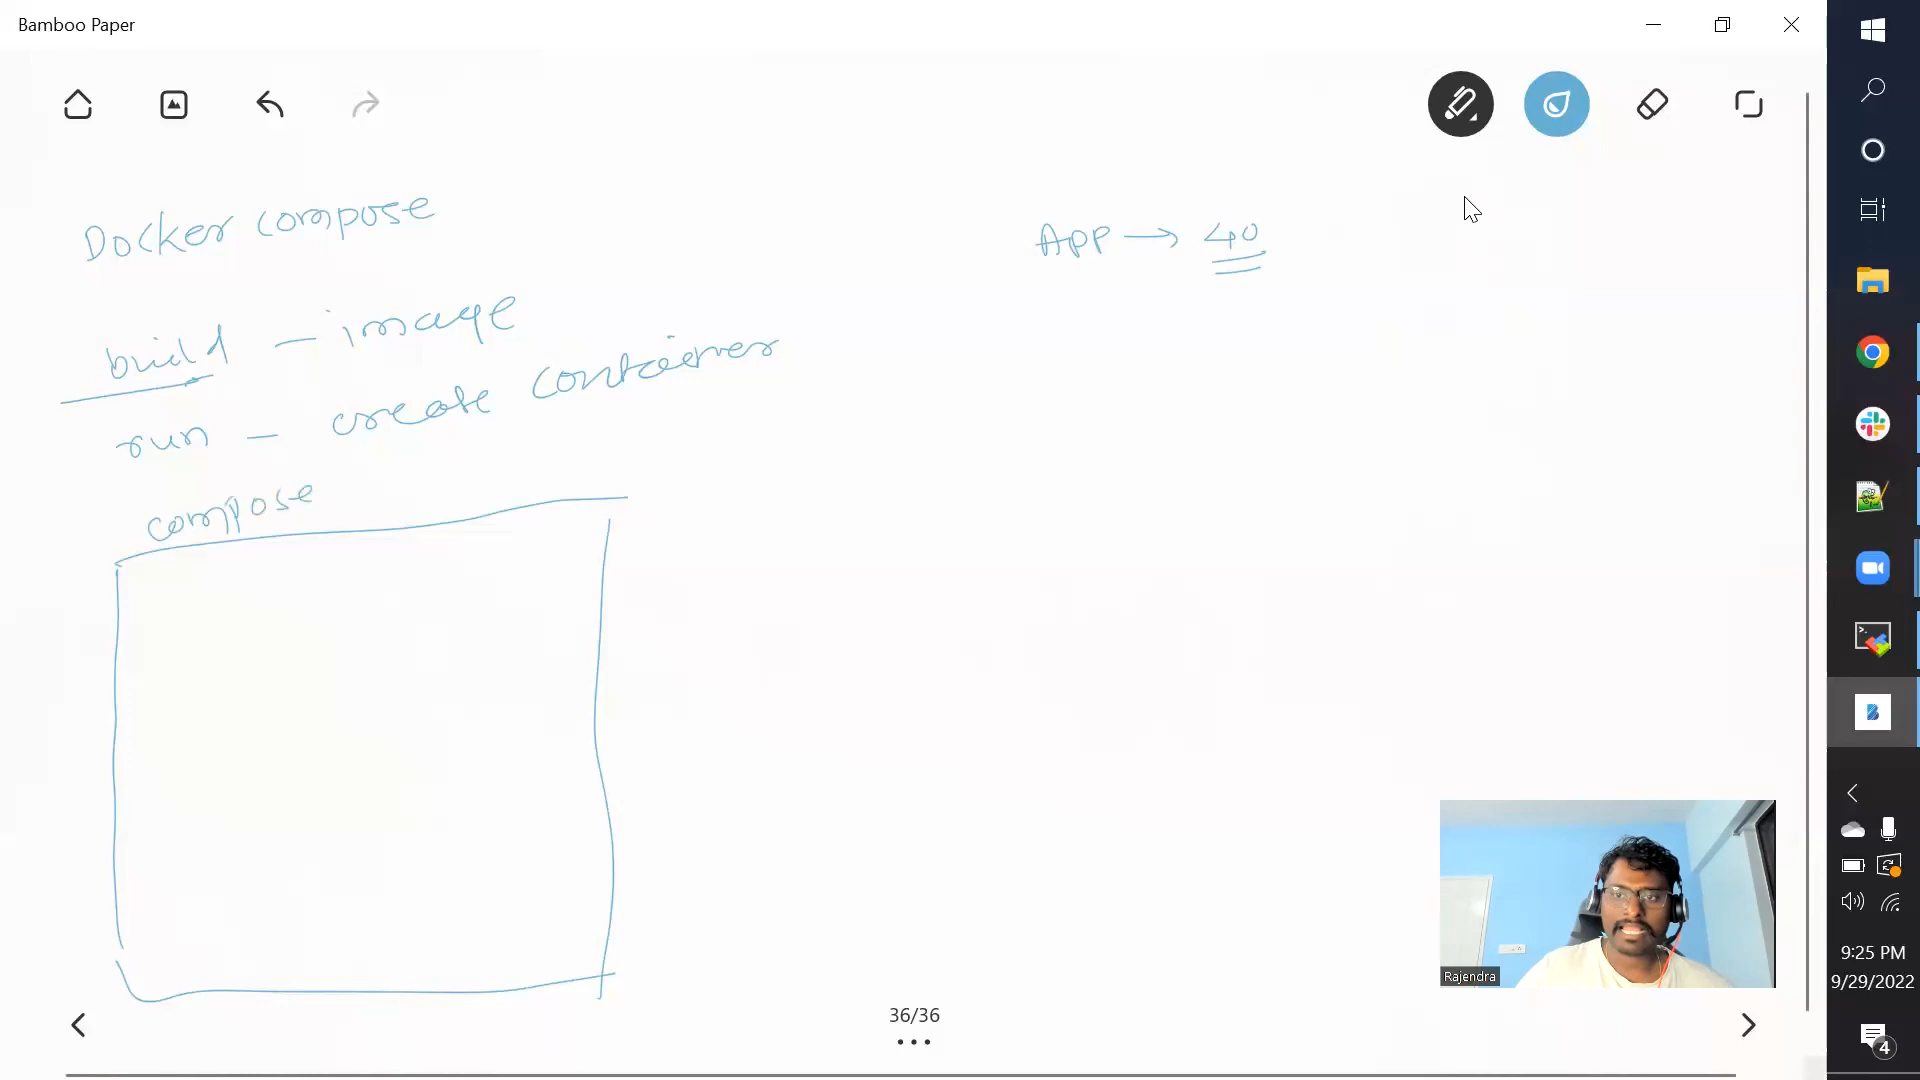 Bamboo Paper
Docker compose
App → 40
build - image
run - create container
compose
Rajendra
9:25 PM
9/29/2022
36/36
4